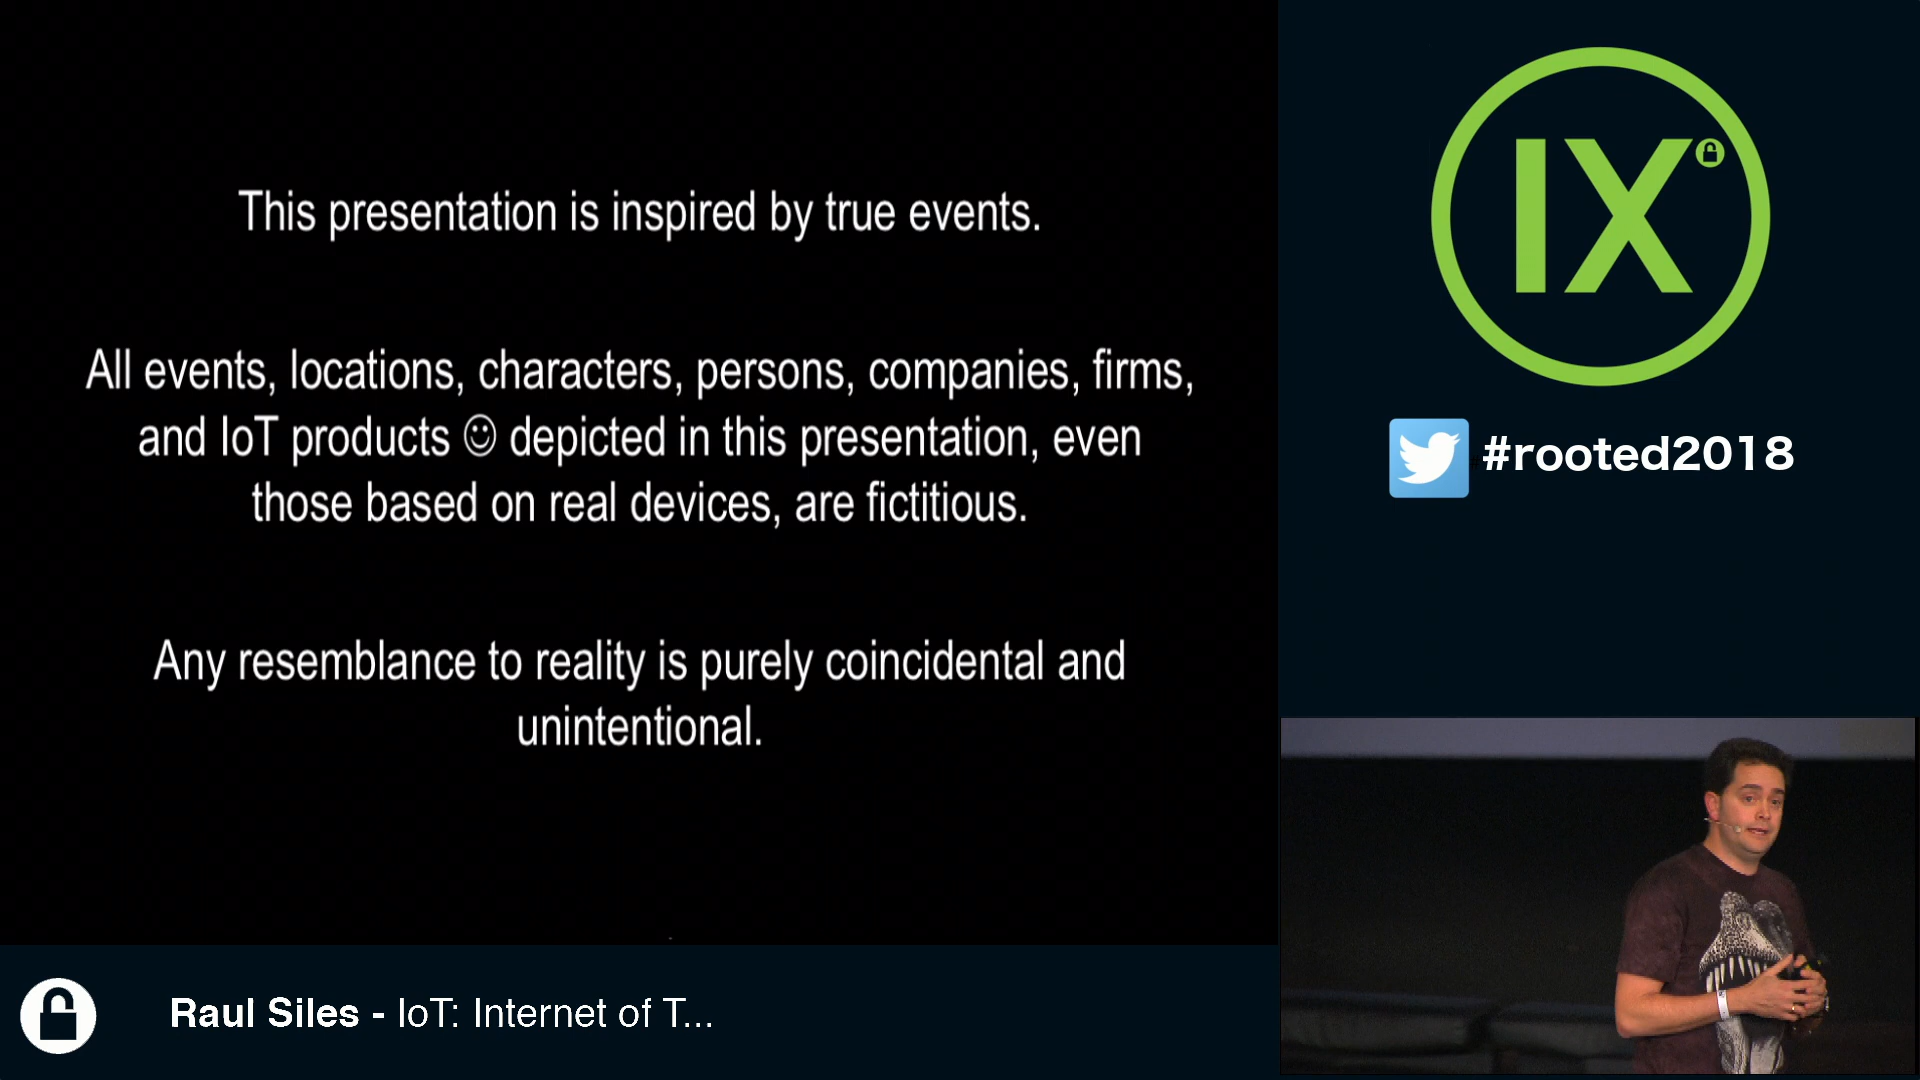 This presentation is inspired by true events.
All events, locations, characters, persons, companies, firms,
and IoT products ☺ depicted in this presentation, even
those based on real devices, are fictitious.
Any resemblance to reality is purely coincidental and
unintentional.
IX
#rooted2018
Raul Siles - IoT: Internet of T...